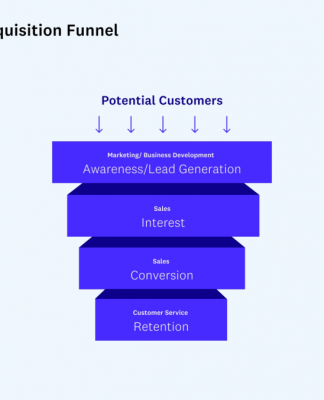 quisition Funnel
Potential Customers
Marketing/ Business Development
Awareness/Lead Generation
Sales
Interest
Sales
Conversion
Customer Service
Retention